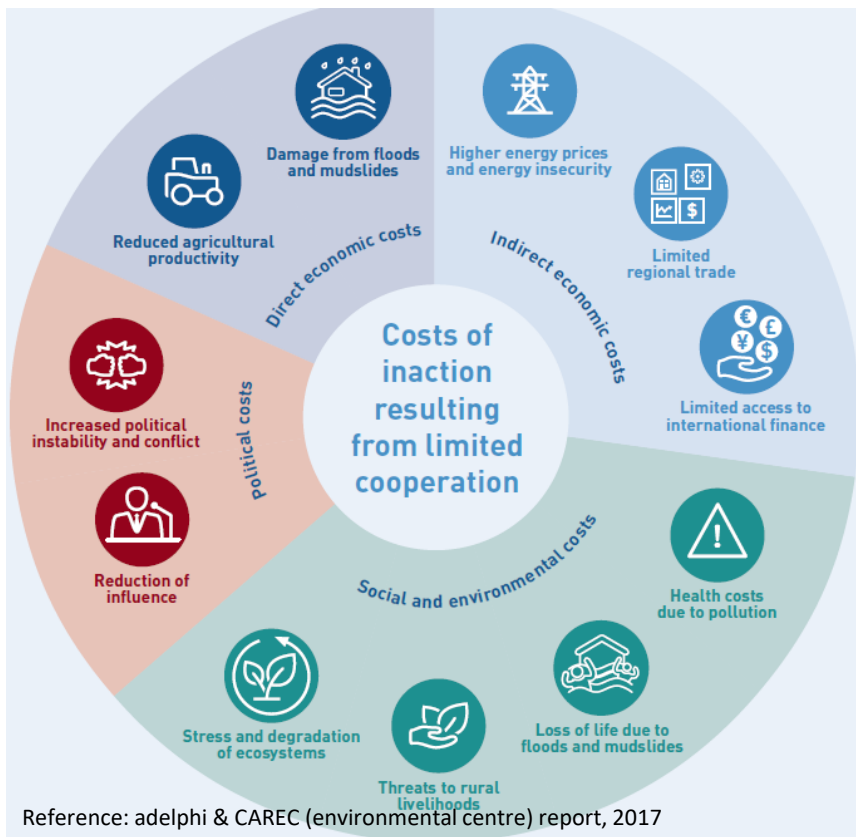 Damage from floods
and mudslides
Reduced agricultural
productivity
Direct economic costs
Higher energy prices
and energy insecurity
$
Limited
regional trade
€
£
¥
$
Limited access to
international finance
Indirect economic costs
Costs of
inaction
resulting
from limited
cooperation
Increased political
instability and conflict
Reduction of
influence
Political costs
Social and environmental costs
!
Health costs
due to pollution
Loss of life due to
floods and mudslides
Threats to rural
livelihoods
Stress and degradation
of ecosystems
Reference: adelphi & CAREC (environmental centre) report, 2017